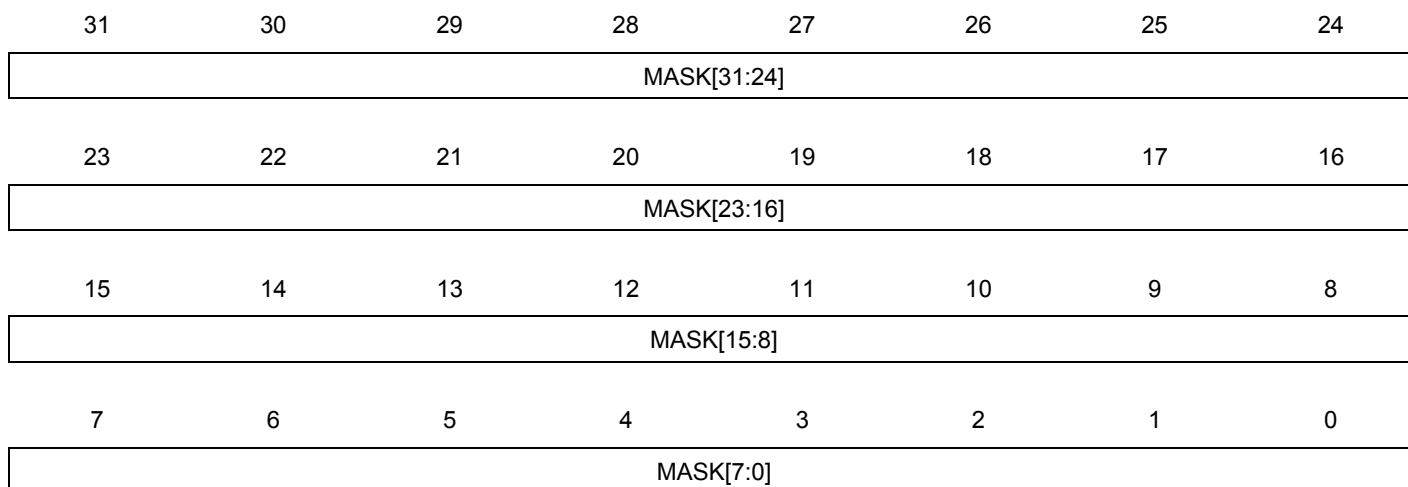 31 30 29 28 27 26 25 24
MASK[31:24]
23 22 21 20 19 18 17 16
MASK[23:16]
15 14 13 12 11 10 9 8
MASK[15:8]
7 6 5 4 3 2 1 0
MASK[7:0]